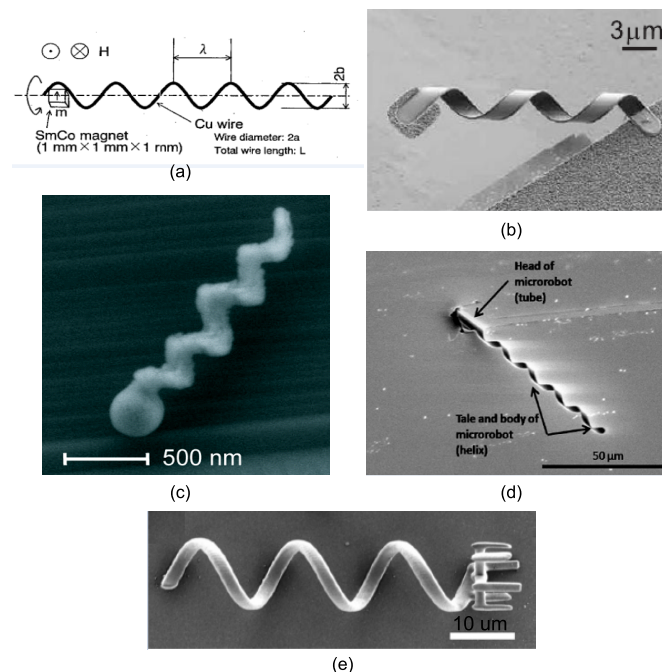 ⊙ ⊗ H
λ
2b
m
SmCo magnet
(1 mm×1 mm×1 mm)
Cu wire
Wire diameter: 2a
Total wire length: L
(a)
3μm
(b)
500 nm
(c)
Head of
microrobot
(tube)
Tale and body of
microrobot
(helix)
50 μm
(d)
10 um
(e)